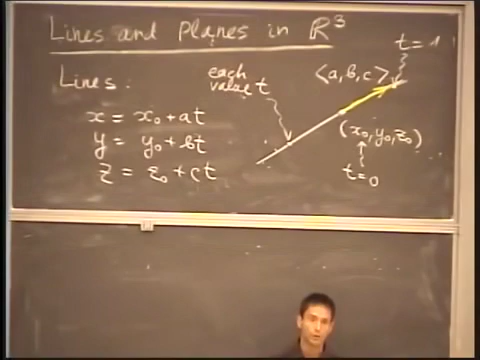 Lines and Planes in ℝ³
Lines:
x = x₀ + at
y = y₀ + bt
z = z₀ + ct
each
value t
<a, b, c>
t = 1
(x₀, y₀, z₀)
t = 0